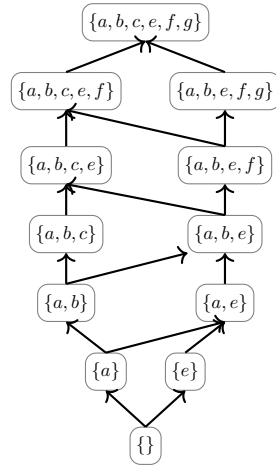 {a, b, c, e, f, g}
{a, b, c, e, f} {a, b, e, f, g}
{a, b, c, e} {a, b, e, f}
{a, b, c} {a, b, e}
{a, b} {a, e}
{a} {e}
{}